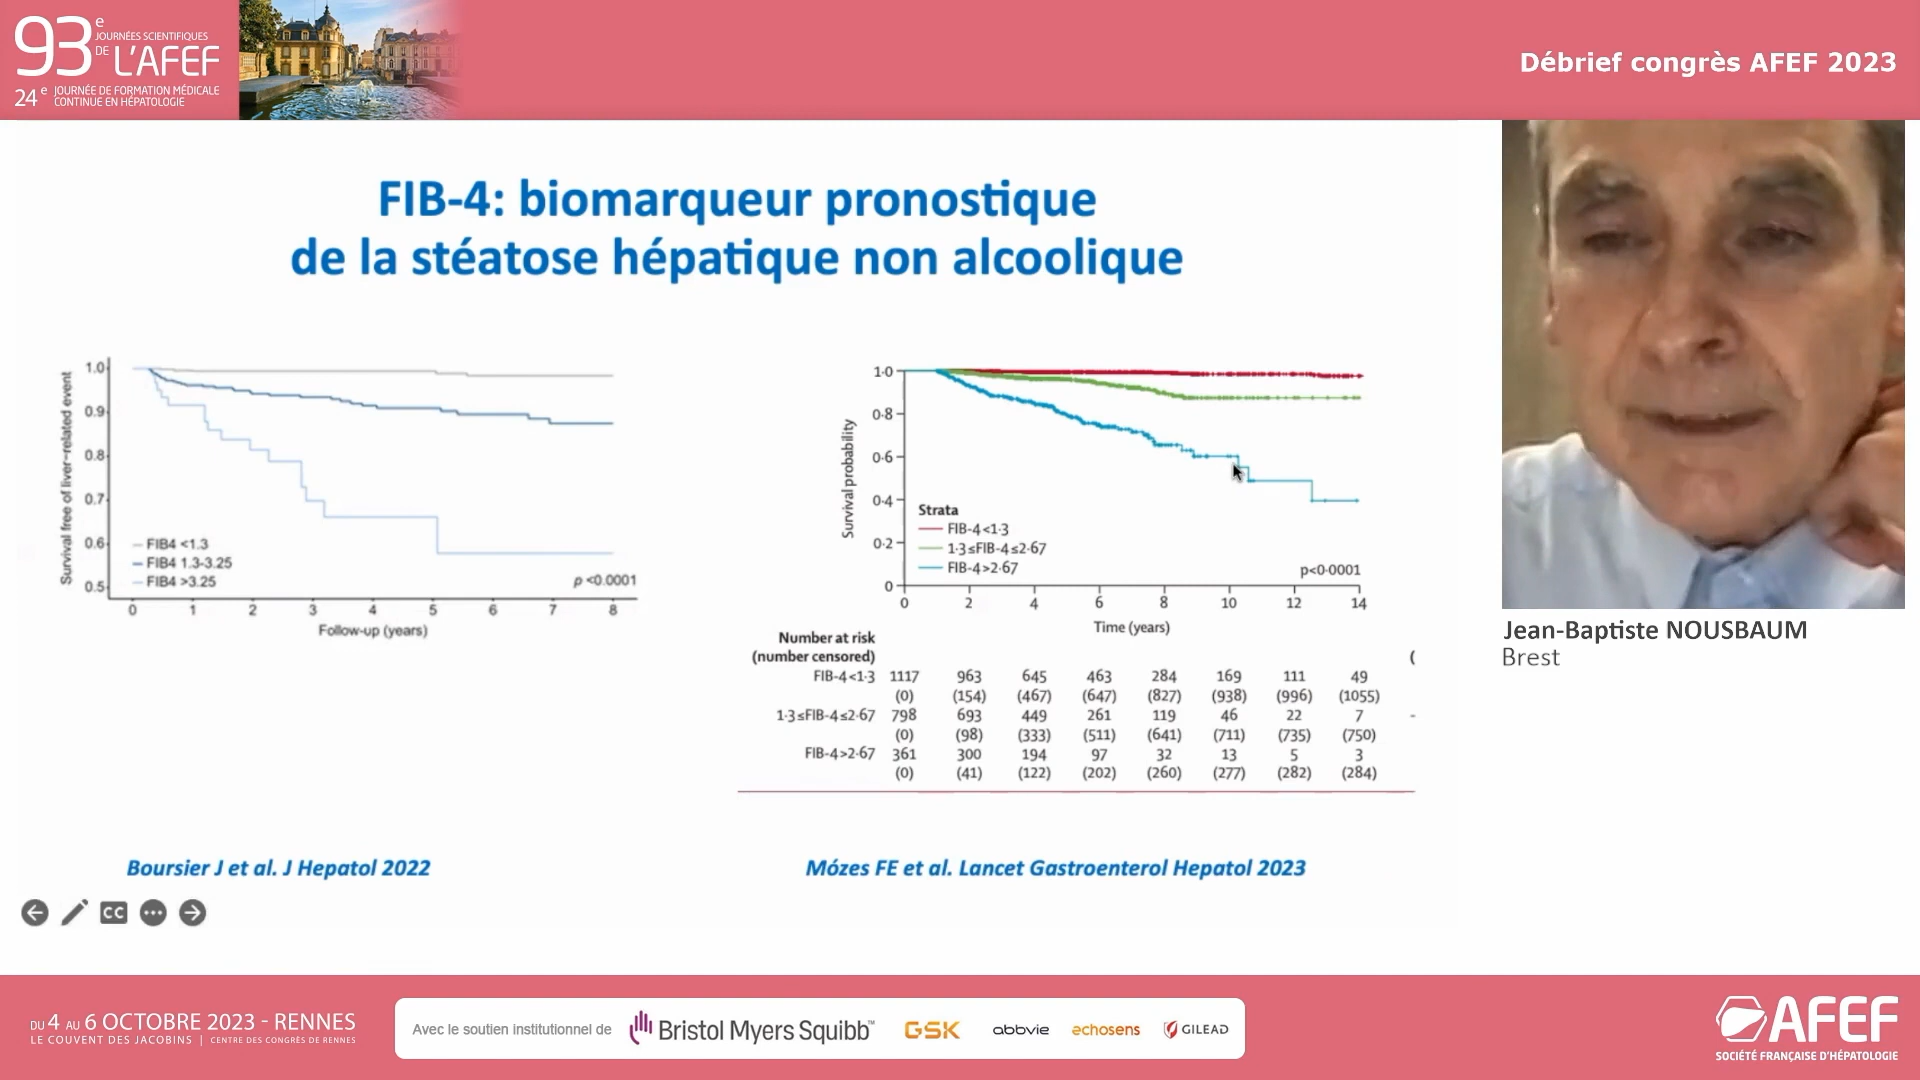 93e JOURNÉES SCIENTIFIQUES
DE L'AFEF
24e JOURNÉE DE FORMATION MÉDICALE
CONTINUE EN HÉPATOLOGIE
Débrief congrès AFEF 2023
FIB-4: biomarqueur pronostique
de la stéatose hépatique non alcoolique
Survival free of liver-related event
1.0
0.9
0.8
0.7
0.6
0.5
FIB4 <1.3
FIB4 1.3-3.25
FIB4 >3.25
p <0.0001
0 1 2 3 4 5 6 7 8
Follow-up (years)
Survival probability
1·0
0·8
0·6
0·4
0·2
0
Strata
FIB-4<1·3
1·3≤FIB-4≤2·67
FIB-4>2·67
p<0·0001
0 2 4 6 8 10 12 14
Time (years)
Number at risk
(number censored)
(
FIB-4<1·3 1117 963 645 463 284 169 111 49
(0) (154) (467) (647) (827) (938) (996) (1055)
1·3≤FIB-4≤2·67 798 693 449 261 119 46 22 7 -
(0) (98) (333) (511) (641) (711) (735) (750)
FIB-4>2·67 361 300 194 97 32 13 5 3
(0) (41) (122) (202) (260) (277) (282) (284)
Boursier J et al. J Hepatol 2022
Mózes FE et al. Lancet Gastroenterol Hepatol 2023
CC
Jean-Baptiste NOUSBAUM
Brest
DU 4 AU 6 OCTOBRE 2023 - RENNES
LE COUVENT DES JACOBINS | CENTRE DES CONGRÈS DE RENNES
Avec le soutien institutionnel de
Bristol Myers Squibb™
GSK
abbvie
echosens
GILEAD
AFEF
SOCIÉTÉ FRANÇAISE D'HÉPATOLOGIE